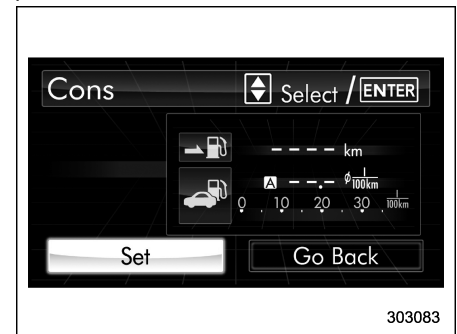 Cons Select / ENTER
---- km
A --.- ϕ l/100km
0 . 10 . 20 . 30 . l/100km
Set Go Back
303083